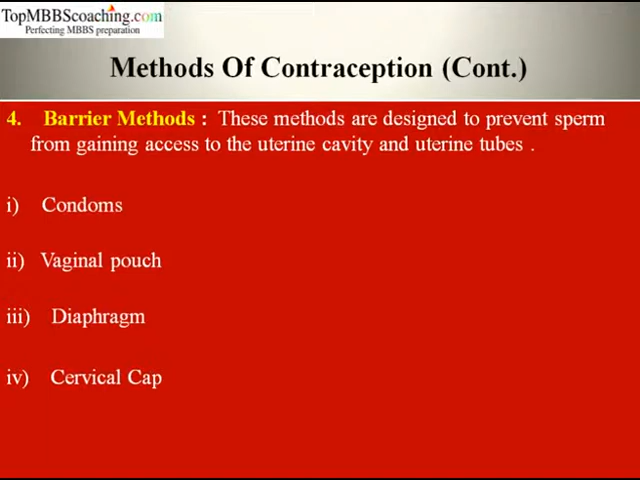 TopMBBScoaching.com
Perfecting MBBS preparation
Methods Of Contraception (Cont.)
4. Barrier Methods : These methods are designed to prevent sperm
from gaining access to the uterine cavity and uterine tubes .
i) Condoms
ii) Vaginal pouch
iii) Diaphragm
iv) Cervical Cap